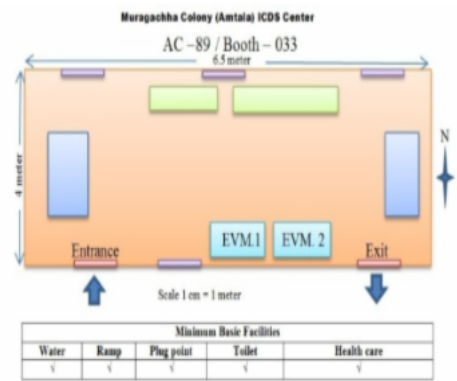 Muragachha Colony (Amtala) ICDS Center
AC –89 / Booth – 033
6.5 meter
4 meter
N
EVM.1 EVM. 2
Entrance Exit
Scale 1 cm = 1 meter
Minimum Basic Facilities
Water Ramp Plug point Toilet Health care
√ √ √ √ √